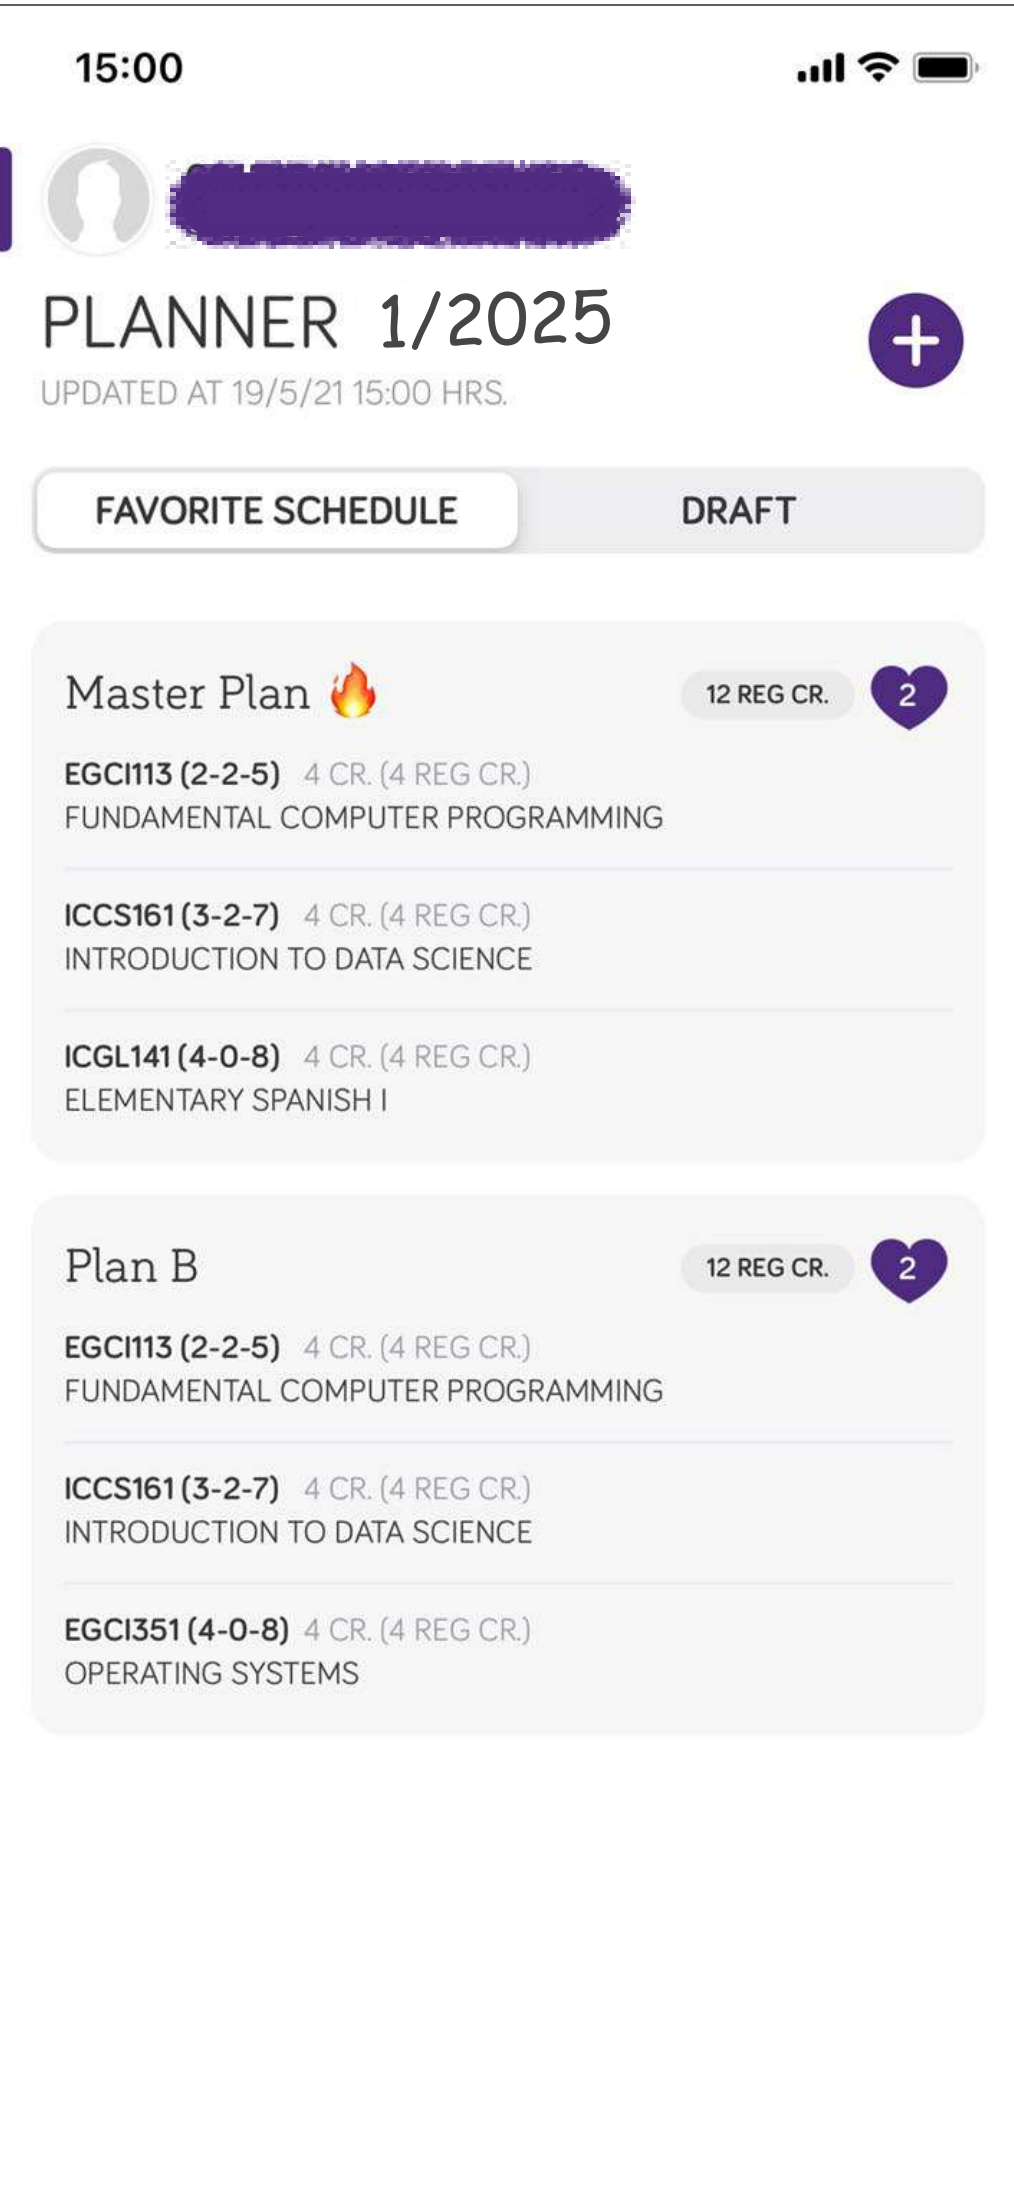 15:00
PLANNER 1/2025
UPDATED AT 19/5/21 15:00 HRS.
FAVORITE SCHEDULE DRAFT
Master Plan 🔥 12 REG CR. 2
EGCI113 (2-2-5) 4 CR. (4 REG CR.)
FUNDAMENTAL COMPUTER PROGRAMMING
ICCS161 (3-2-7) 4 CR. (4 REG CR.)
INTRODUCTION TO DATA SCIENCE
ICGL141 (4-0-8) 4 CR. (4 REG CR.)
ELEMENTARY SPANISH I
Plan B 12 REG CR. 2
EGCI113 (2-2-5) 4 CR. (4 REG CR.)
FUNDAMENTAL COMPUTER PROGRAMMING
ICCS161 (3-2-7) 4 CR. (4 REG CR.)
INTRODUCTION TO DATA SCIENCE
EGCI351 (4-0-8) 4 CR. (4 REG CR.)
OPERATING SYSTEMS